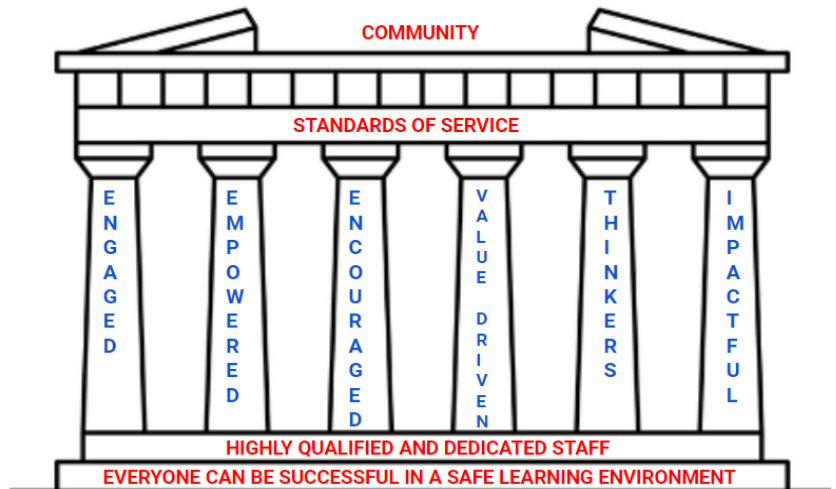 COMMUNITY
STANDARDS OF SERVICE
ENGAGED
EMPOWERED
ENCOURAGED
VALUE DRIVEN
THINKERS
IMPACTFUL
HIGHLY QUALIFIED AND DEDICATED STAFF
EVERYONE CAN BE SUCCESSFUL IN A SAFE LEARNING ENVIRONMENT